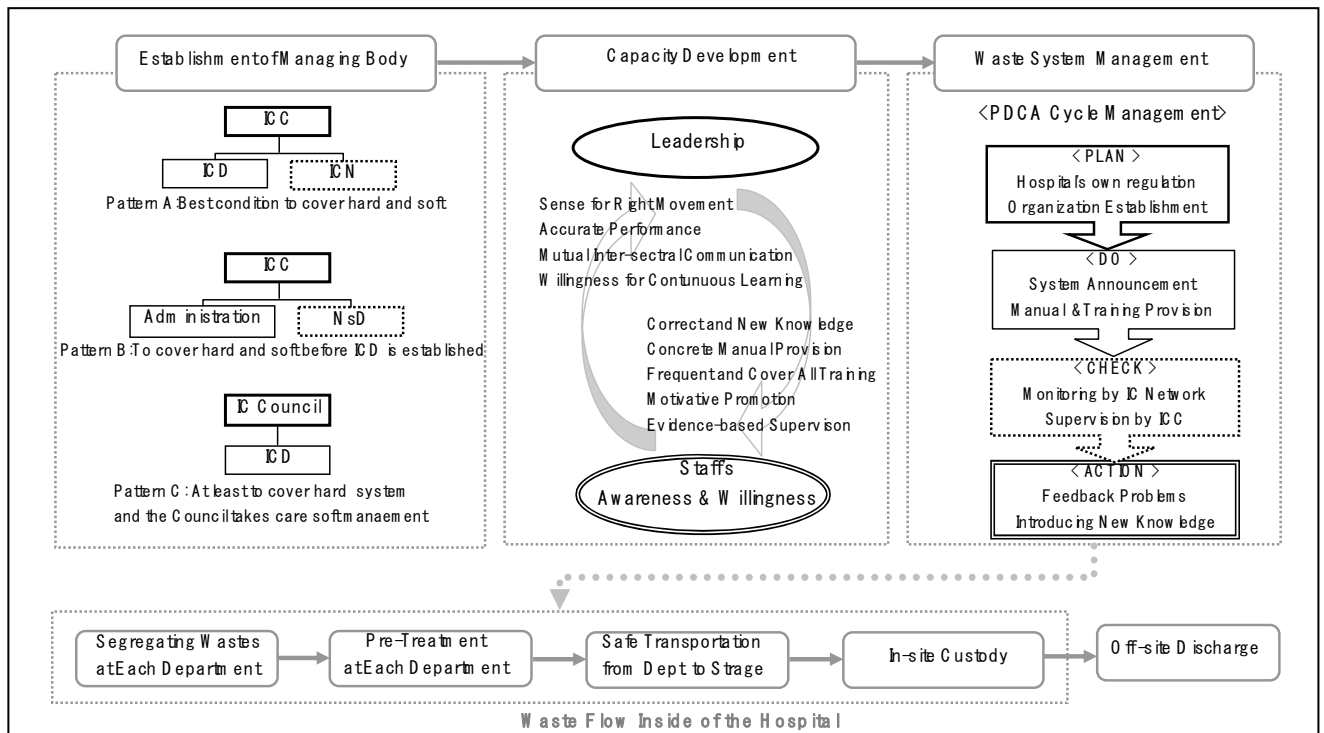 Establishment of Managing Body
Capacity Development
Waste System Management
ICC
ICD
ICN
Pattern A:Best condition to cover hard and soft
ICC
Administration
NsD
Pattern B:To cover hard and soft before ICD is established
IC Council
ICD
Pattern C: At least to cover hard system
and the Council takes care soft manaement
Leadership
Sense for Right Movement
Accurate Performance
Mutual Inter-sectral Communication
Willingness for Contunuous Learning
Correct and New Knowledge
Concrete Manual Provision
Frequent and Cover All Training
Motivative Promotion
Evidence-based Supervison
Staffs
Awareness & Willingness
<PDCA Cycle Management>
<PLAN>
Hospital's own regulation
Organization Establishment
<DO>
System Announcement
Manual & Training Provision
<CHECK>
Monitoring by IC Network
Supervision by ICC
<ACTION>
Feedback Problems
Introducing New Knowledge
Segregating Wastes
at Each Department
Pre-Treatment
at Each Department
Safe Transportation
from Dept to Strage
In-site Custody
Off-site Discharge
Waste Flow Inside of the Hospital